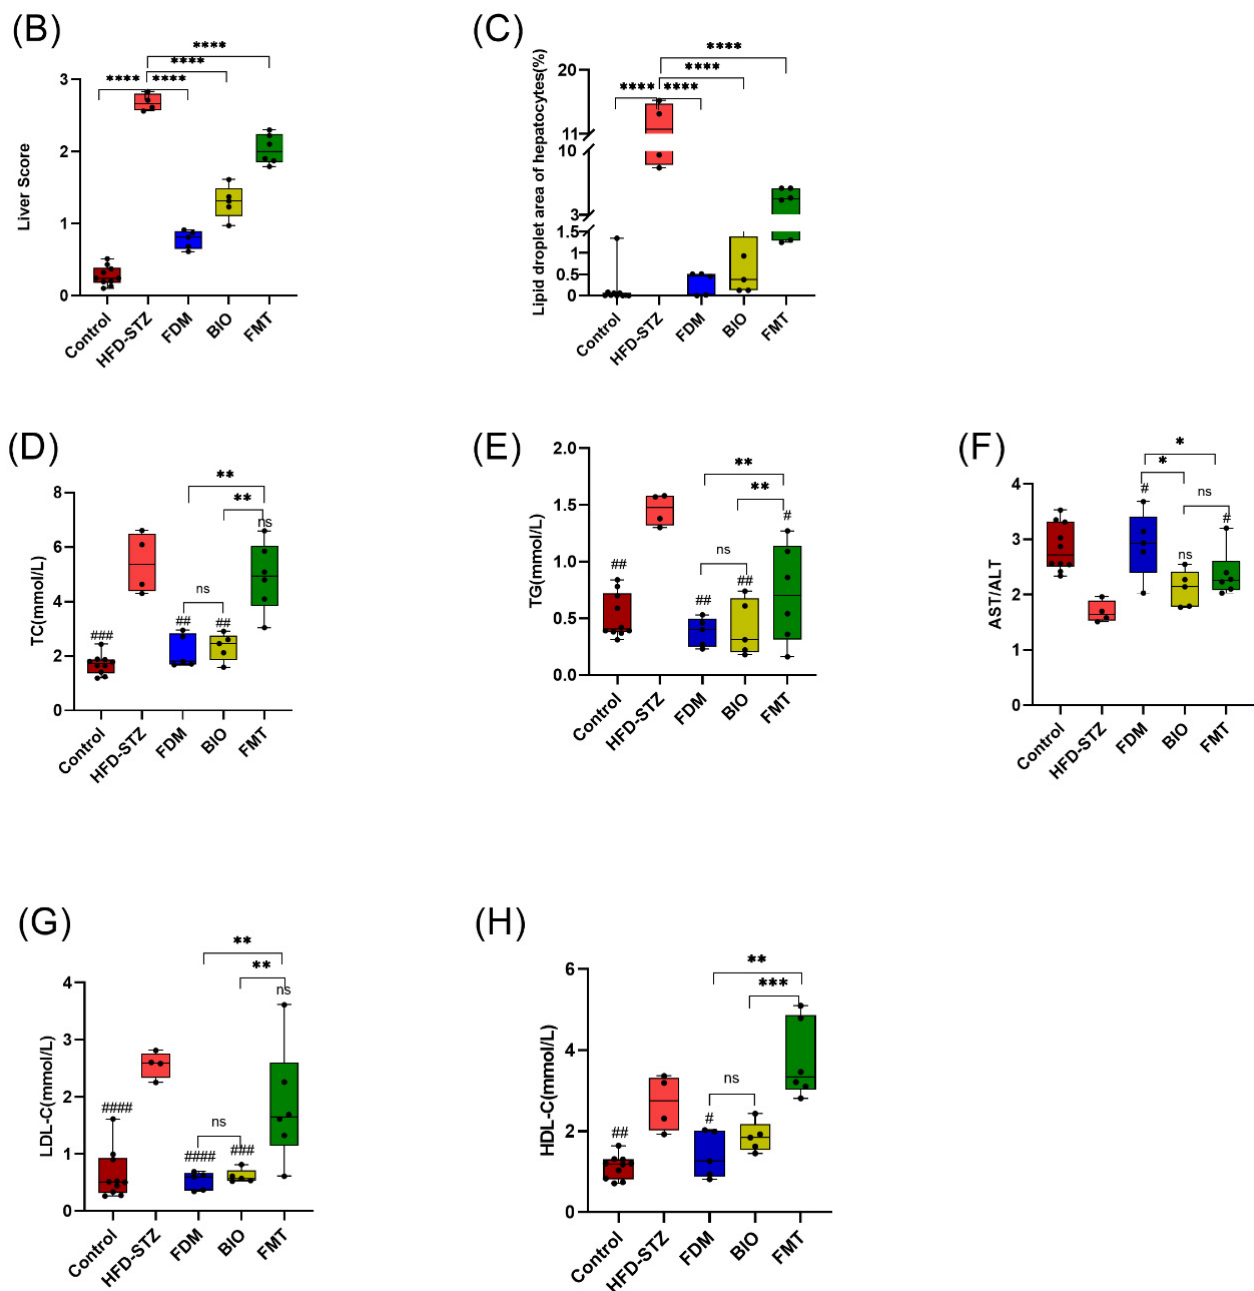 (B)
****
****
**** ****
Liver Score
3
2
1
0
Control
HFD-STZ
FDM
BIO
FMT
(C)
****
****
**** ****
Lipid droplet area of hepatocytes(%)
20
11
10
3
1.5
1
0.5
0
Control
HFD-STZ
FDM
BIO
FMT
(D)
**
**
ns
ns
###
##
##
TC(mmol/L)
8
6
4
2
0
Control
HFD-STZ
FDM
BIO
FMT
(E)
**
**
#
ns
##
##
##
TG(mmol/L)
2.0
1.5
1.0
0.5
0.0
Control
HFD-STZ
FDM
BIO
FMT
(F)
*
*
#
ns
#
ns
AST/ALT
4
3
2
1
0
Control
HFD-STZ
FDM
BIO
FMT
(G)
**
**
ns
####
ns
####
###
LDL-C(mmol/L)
4
3
2
1
0
Control
HFD-STZ
FDM
BIO
FMT
(H)
**
***
ns
##
#
HDL-C(mmol/L)
6
4
2
0
Control
HFD-STZ
FDM
BIO
FMT